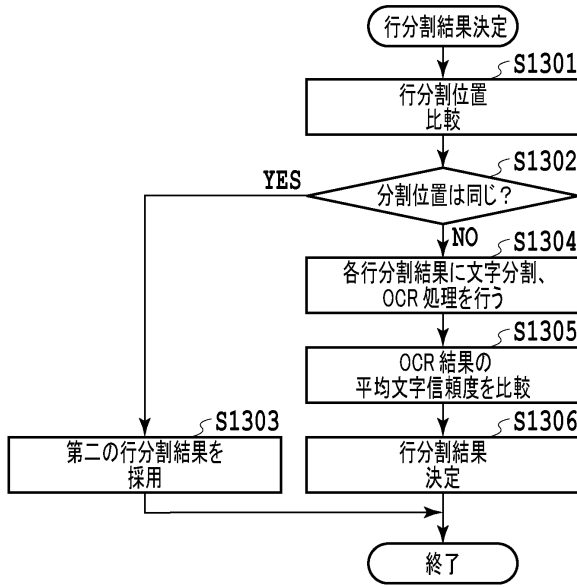 行分割結果決定
S1301
行分割位置
比較
S1302
YES
分割位置は同じ？
NO
S1304
各行分割結果に文字分割、
OCR 処理を行う
S1305
OCR 結果の
平均文字信頼度を比較
S1303
第二の行分割結果を
採用
S1306
行分割結果
決定
終了